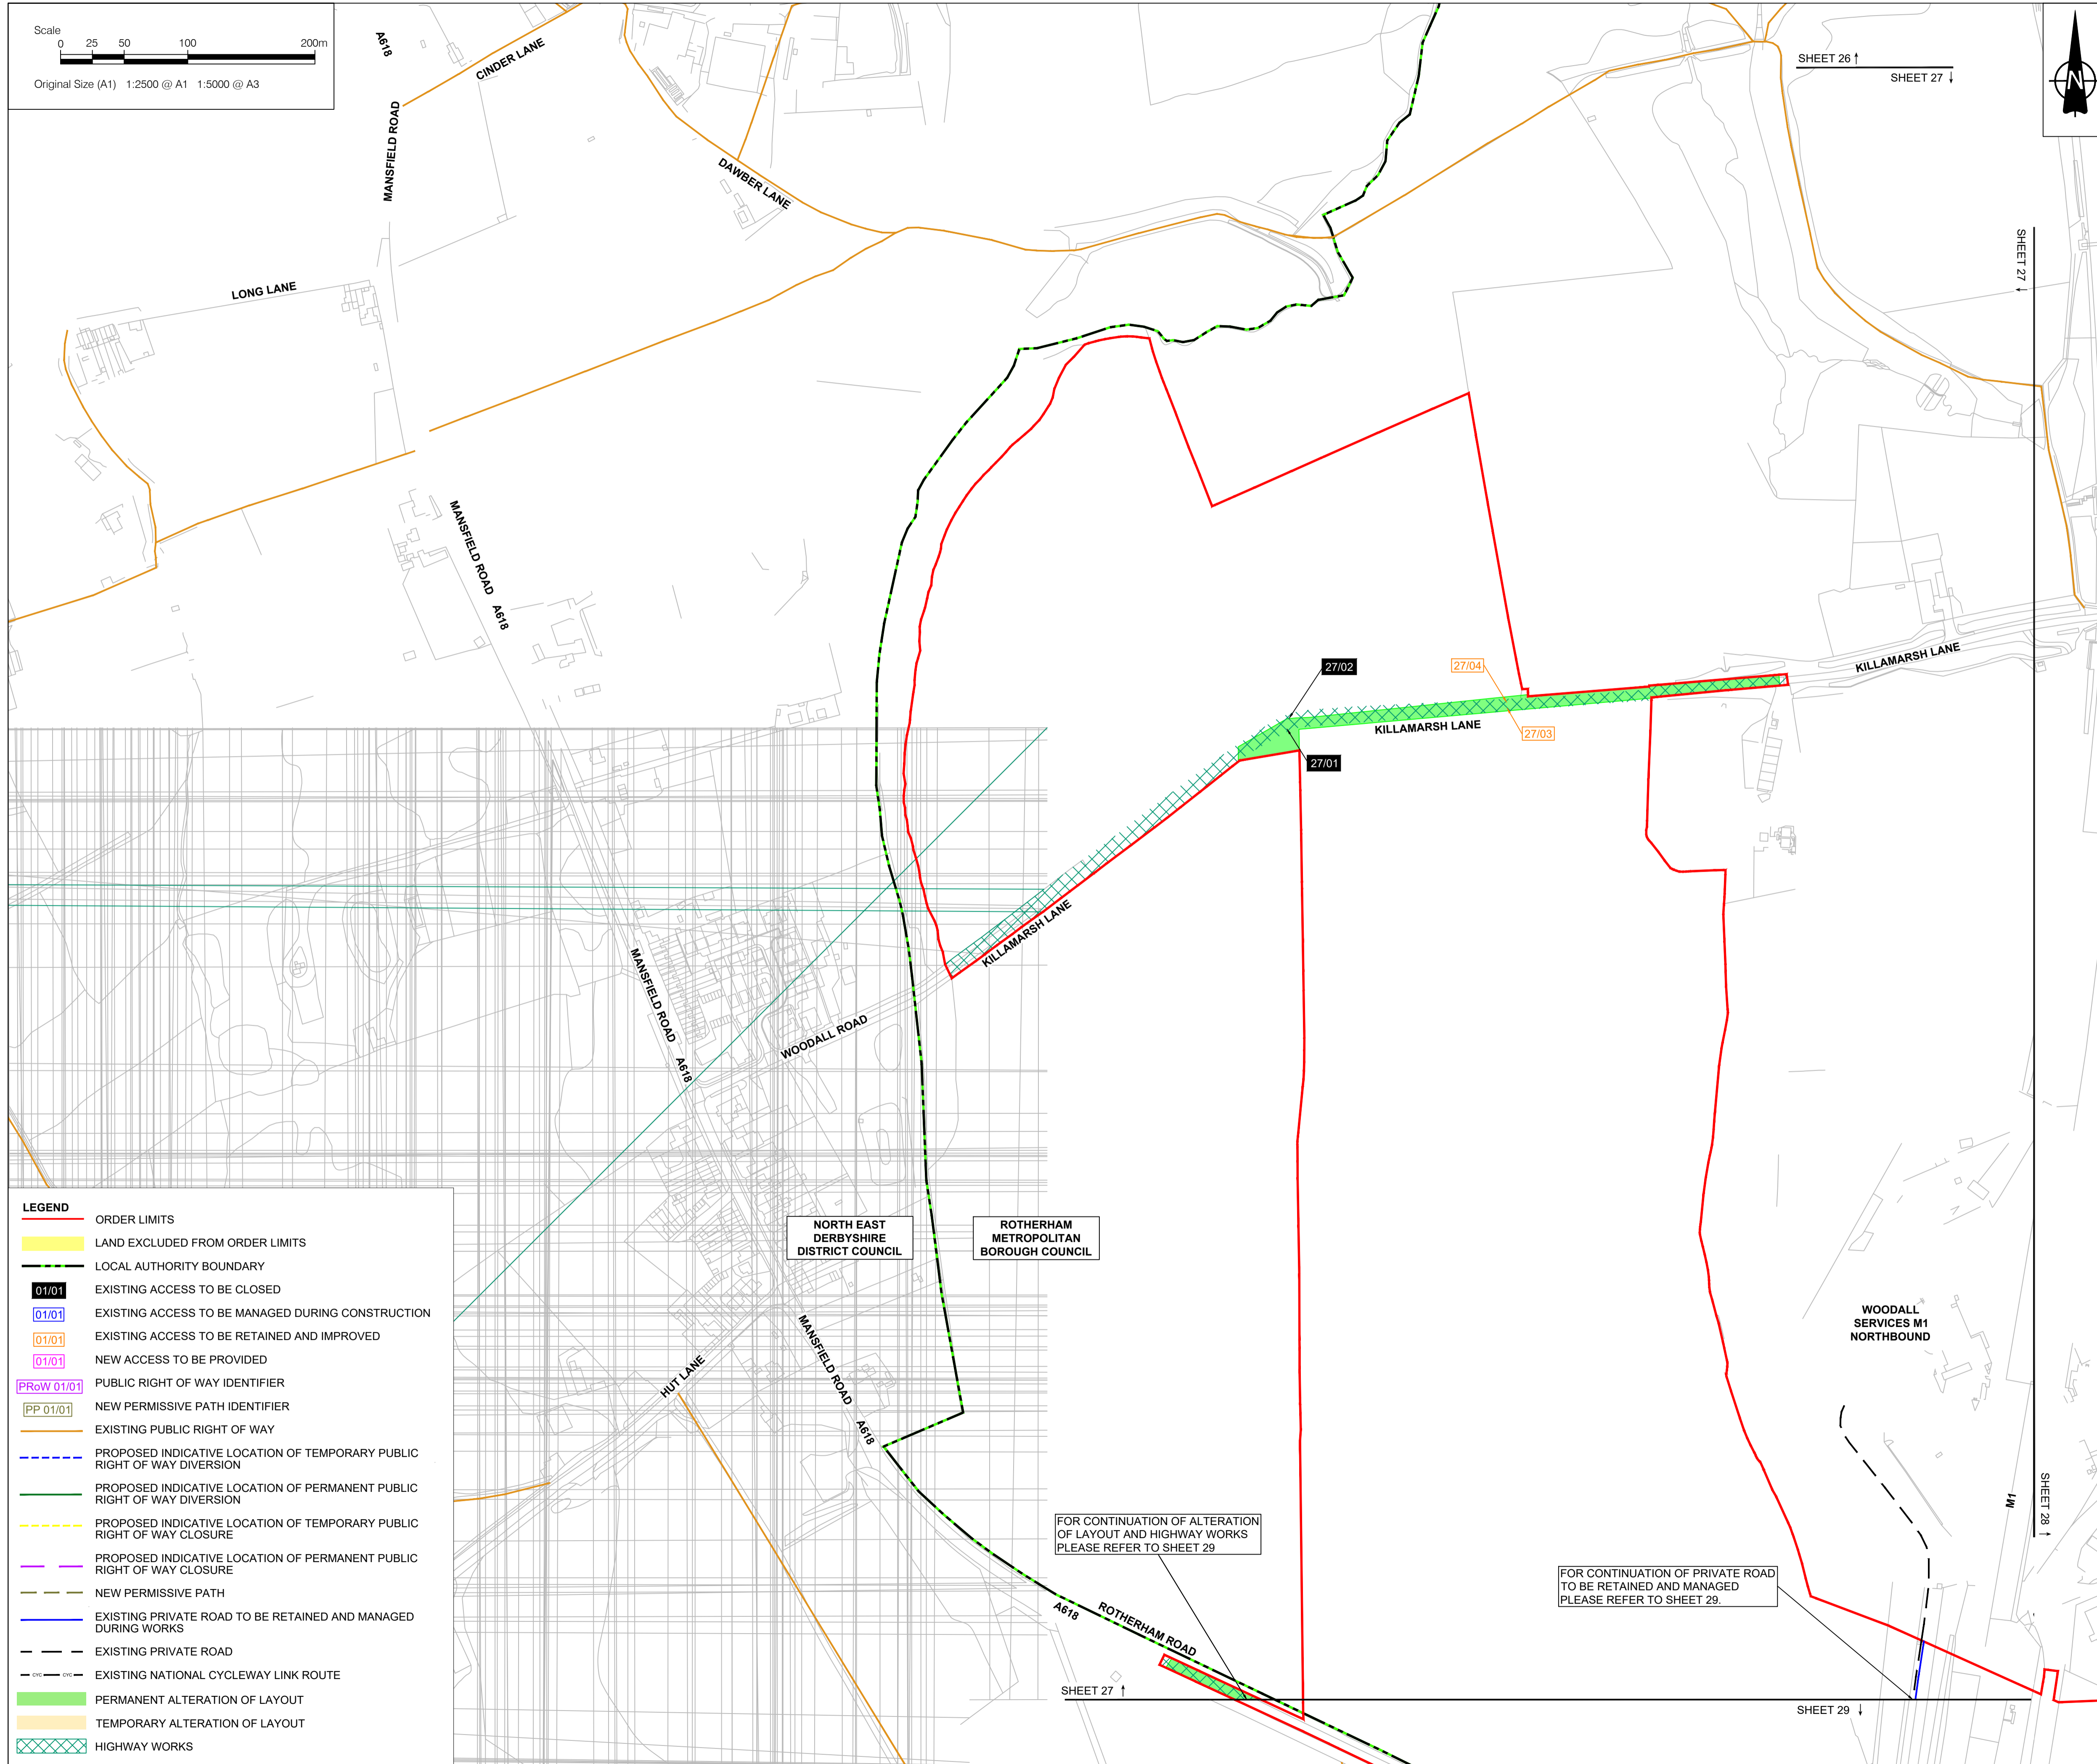 Scale
0 25 50 100 200m
Original Size (A1) 1:2500 @ A1 1:5000 @ A3
A618
CINDER LANE
MANSFIELD ROAD
DAWBER LANE
LONG LANE
SHEET 26 ↑
SHEET 27 ↓
N
SHEET 27 ←
MANSFIELD ROAD A618
27/02
27/04
KILLAMARSH LANE
KILLAMARSH LANE
27/03
27/01
KILLAMARSH LANE
MANSFIELD ROAD A618
WOODALL ROAD
NORTH EAST
DERBYSHIRE
DISTRICT COUNCIL
ROTHERHAM
METROPOLITAN
BOROUGH COUNCIL
WOODALL
SERVICES M1
NORTHBOUND
HUT LANE
MANSFIELD ROAD A618
M1
SHEET 28 →
FOR CONTINUATION OF ALTERATION
OF LAYOUT AND HIGHWAY WORKS
PLEASE REFER TO SHEET 29
FOR CONTINUATION OF PRIVATE ROAD
TO BE RETAINED AND MANAGED
PLEASE REFER TO SHEET 29.
A618 ROTHERHAM ROAD
SHEET 27 ↑
SHEET 29 ↓
LEGEND
ORDER LIMITS
LAND EXCLUDED FROM ORDER LIMITS
LOCAL AUTHORITY BOUNDARY
01/01 EXISTING ACCESS TO BE CLOSED
01/01 EXISTING ACCESS TO BE MANAGED DURING CONSTRUCTION
01/01 EXISTING ACCESS TO BE RETAINED AND IMPROVED
01/01 NEW ACCESS TO BE PROVIDED
PRoW 01/01 PUBLIC RIGHT OF WAY IDENTIFIER
PP 01/01 NEW PERMISSIVE PATH IDENTIFIER
EXISTING PUBLIC RIGHT OF WAY
PROPOSED INDICATIVE LOCATION OF TEMPORARY PUBLIC
RIGHT OF WAY DIVERSION
PROPOSED INDICATIVE LOCATION OF PERMANENT PUBLIC
RIGHT OF WAY DIVERSION
PROPOSED INDICATIVE LOCATION OF TEMPORARY PUBLIC
RIGHT OF WAY CLOSURE
PROPOSED INDICATIVE LOCATION OF PERMANENT PUBLIC
RIGHT OF WAY CLOSURE
NEW PERMISSIVE PATH
EXISTING PRIVATE ROAD TO BE RETAINED AND MANAGED
DURING WORKS
EXISTING PRIVATE ROAD
CYC CYC EXISTING NATIONAL CYCLEWAY LINK ROUTE
PERMANENT ALTERATION OF LAYOUT
TEMPORARY ALTERATION OF LAYOUT
HIGHWAY WORKS